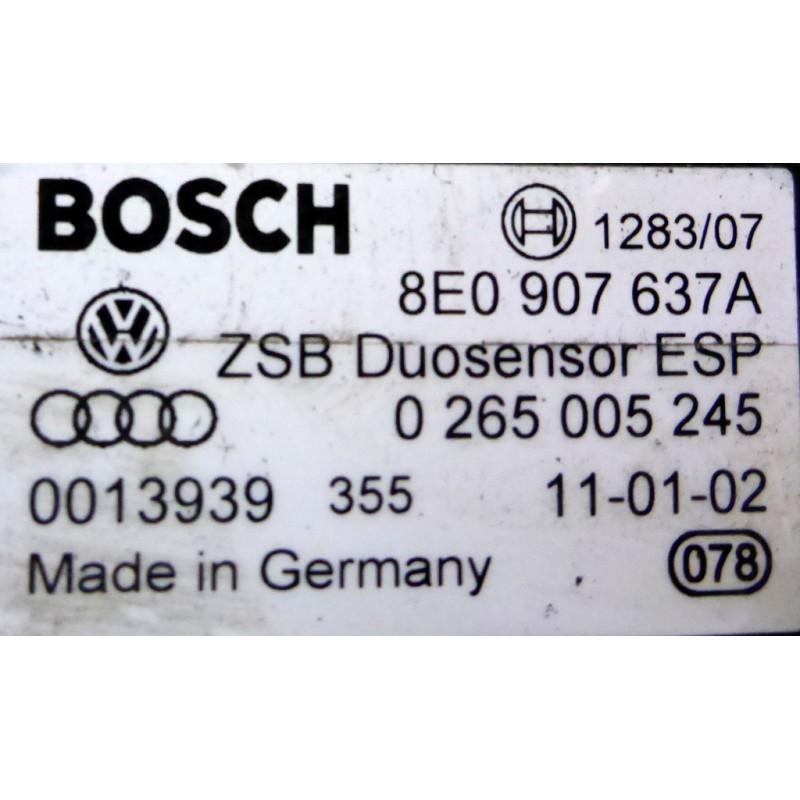 BOSCH 1283/07
8E0 907 637A
ZSB Duosensor ESP
0 265 005 245
0013939 355 11-01-02
Made in Germany 078